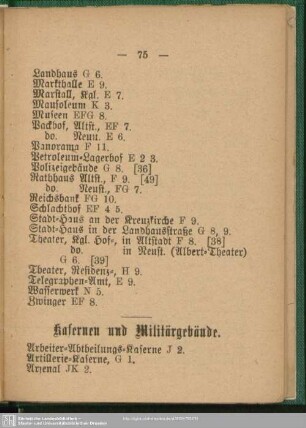 — 75 —
Landhaus G 6.
Markthalle E 9.
Marstall, Kgl. E 7.
Mausoleum K 3.
Museen EFG 8.
Packhof, Altst., EF 7.
do. Neust. E 6.
Panorama F 11.
Petroleum-Lagerhof E 2 3.
Polizeigebäude G 8. [36]
Rathhaus Altst., F 9. [49]
do. Neust., FG 7.
Reichsbank FG 10.
Schlachthof EF 4 5.
Stadt-Haus an der Kreuzkirche F 9.
Stadt-Haus in der Landhausstraße G 8, 9.
Theater, Kgl. Hof-, in Altstadt F 8. [38]
do. in Neust. (Albert-Theater)
G 6. [39]
Theater, Residenz-, H 9.
Telegraphen-Amt, E 9.
Wasserwerk N 5.
Zwinger EF 8.
Kasernen und Militärgebäude.
Arbeiter-Abtheilungs-Kaserne J 2.
Artillerie-Kaserne, G 1.
Arsenal JK 2.